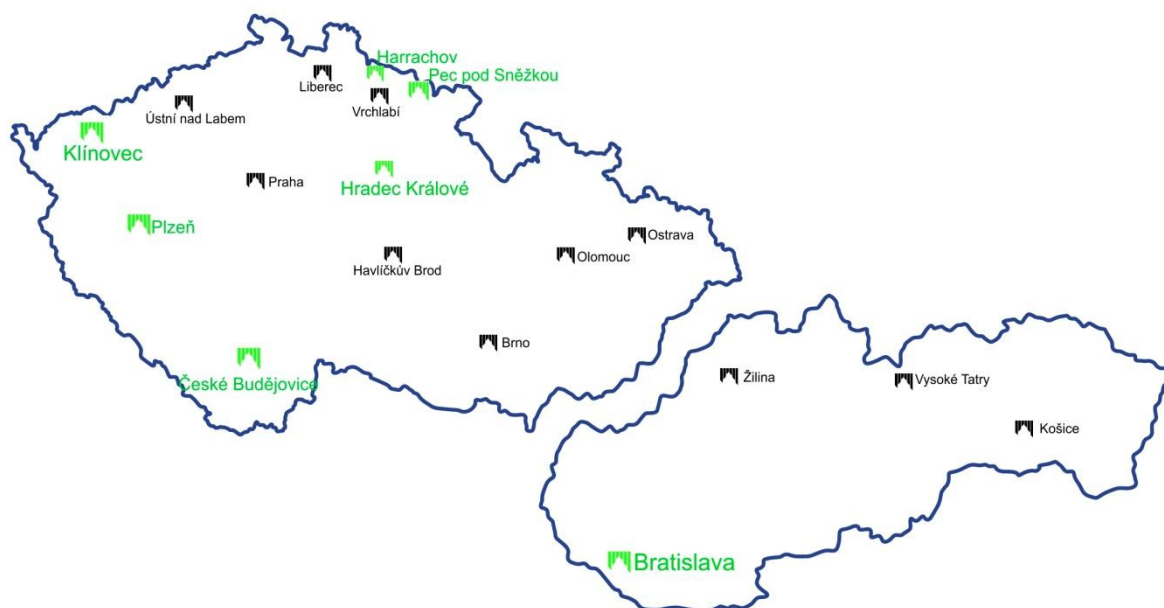 Harrachov
Liberec
Pec pod Sněžkou
Vrchlabí
Ústní nad Labem
Klínovec
Praha
Hradec Králové
Plzeň
Ostrava
Olomouc
Havlíčkův Brod
Brno
České Budějovice
Žilina
Vysoké Tatry
Košice
Bratislava